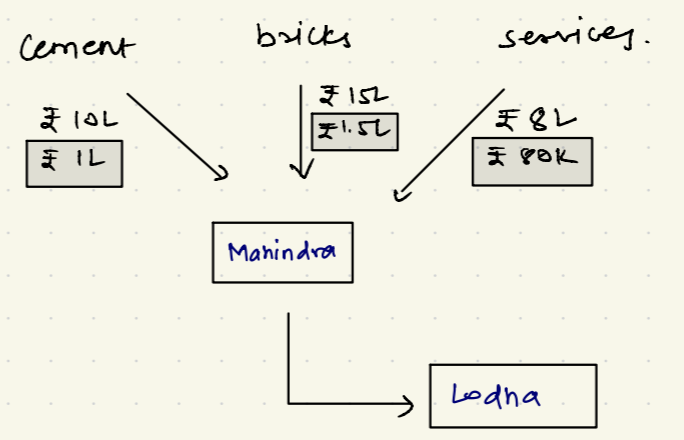 Cement
bricks
services.
₹ 10L
₹ 1L
₹ 15L
₹1.5L
₹ 8L
₹ 80K
Mahindra
Lodha